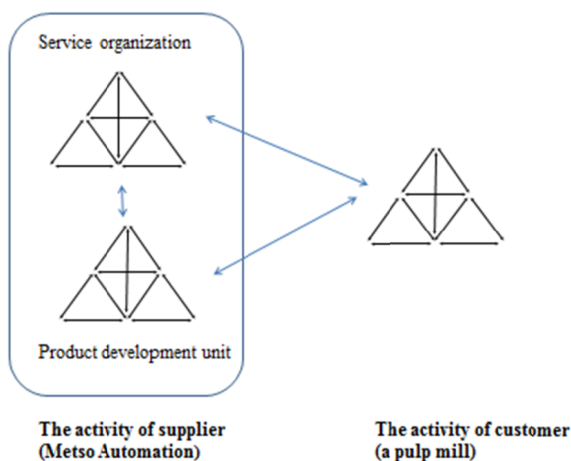 Service organization
Product development unit
The activity of supplier
(Metso Automation)
The activity of customer
(a pulp mill)